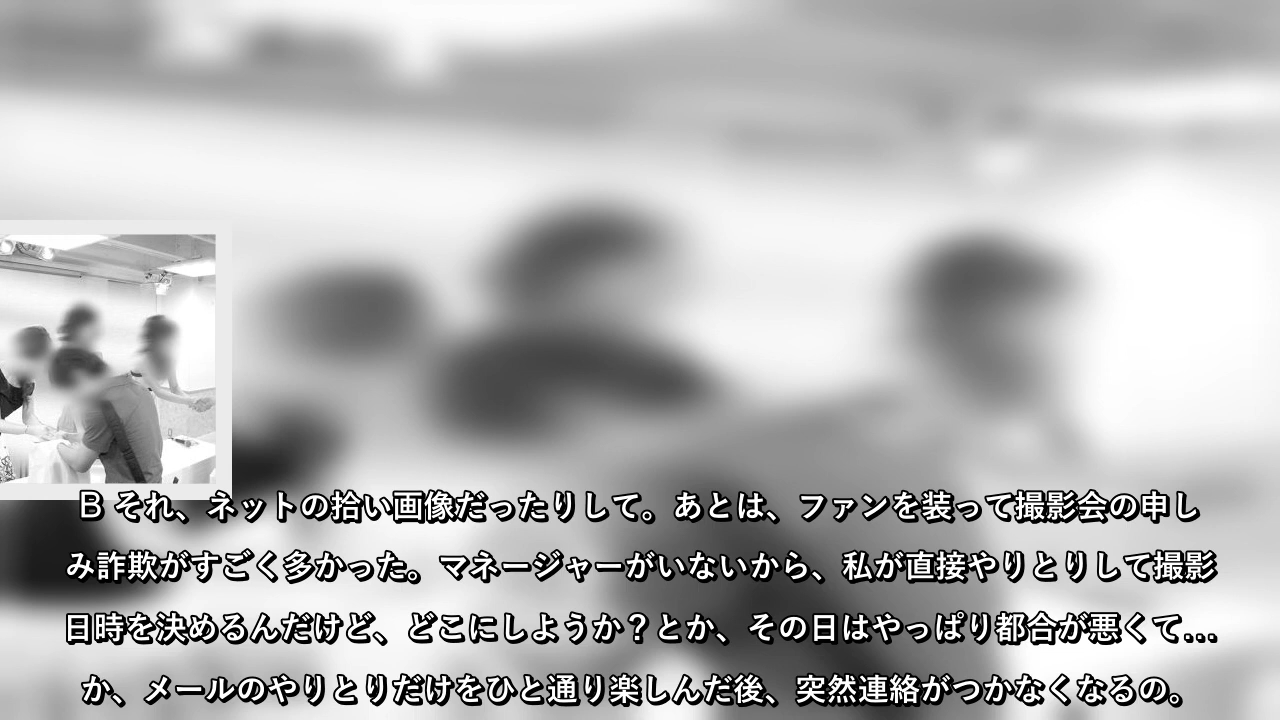 B それ、ネットの拾い画像だったりして。あとは、ファンを装って撮影会の申し
み詐欺がすごく多かった。マネージャーがいないから、私が直接やりとりして撮影
日時を決めるんだけど、どこにしようか？とか、その日はやっぱり都合が悪くて…
か、メールのやりとりだけをひと通り楽しんだ後、突然連絡がつかなくなるの。